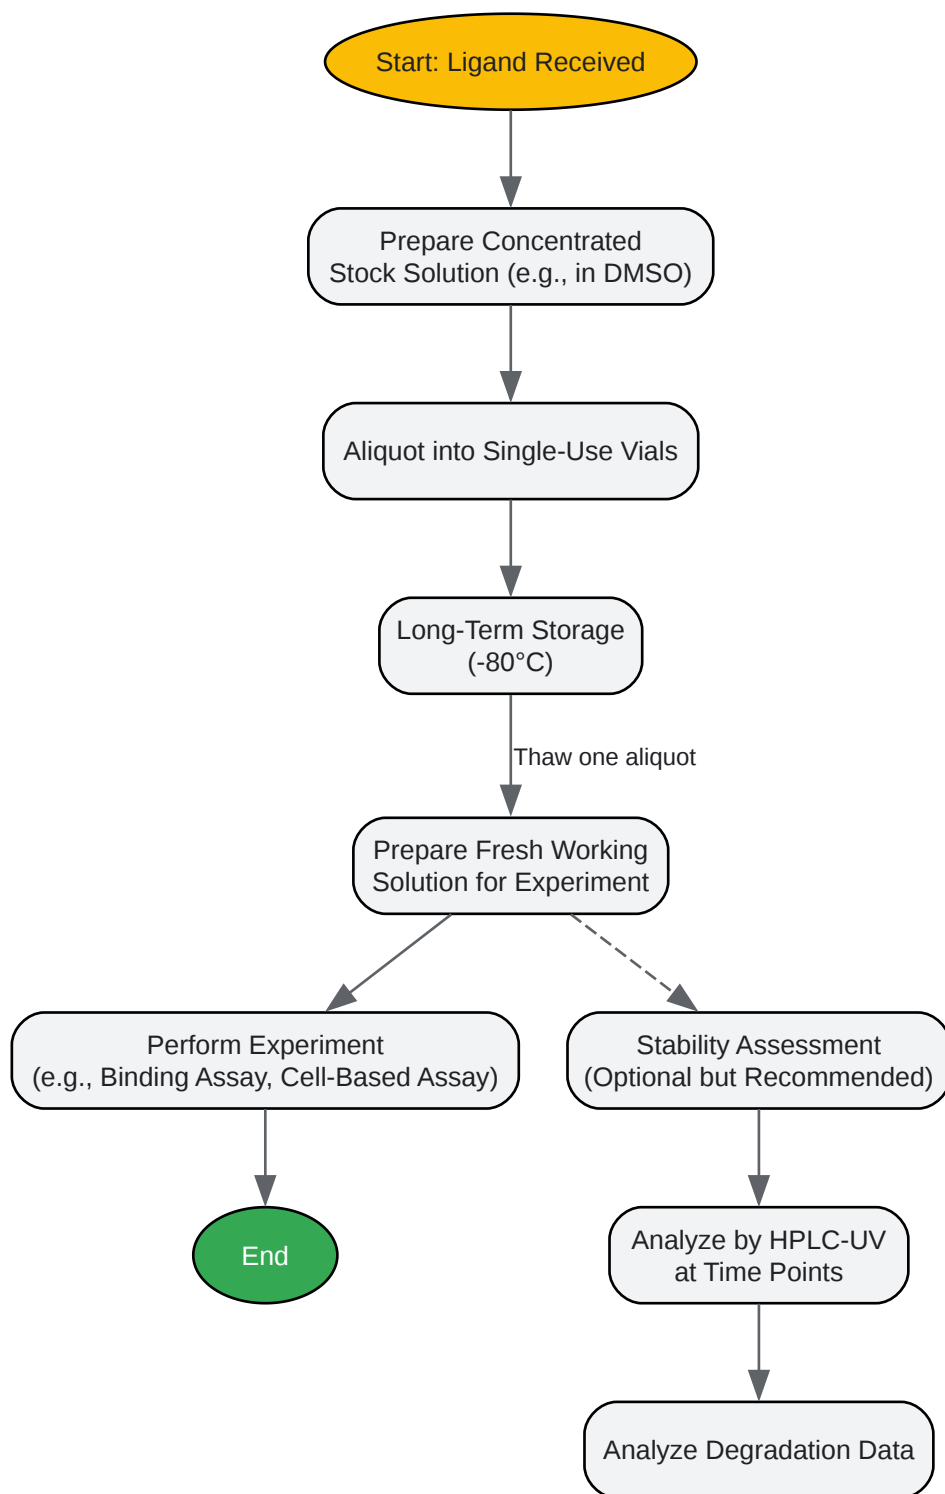 Start: Ligand Received
Prepare Concentrated
Stock Solution (e.g., in DMSO)
Aliquot into Single-Use Vials
Long-Term Storage
(-80°C)
Thaw one aliquot
Prepare Fresh Working
Solution for Experiment
Perform Experiment
(e.g., Binding Assay, Cell-Based Assay)
Stability Assessment
(Optional but Recommended)
End
Analyze by HPLC-UV
at Time Points
Analyze Degradation Data